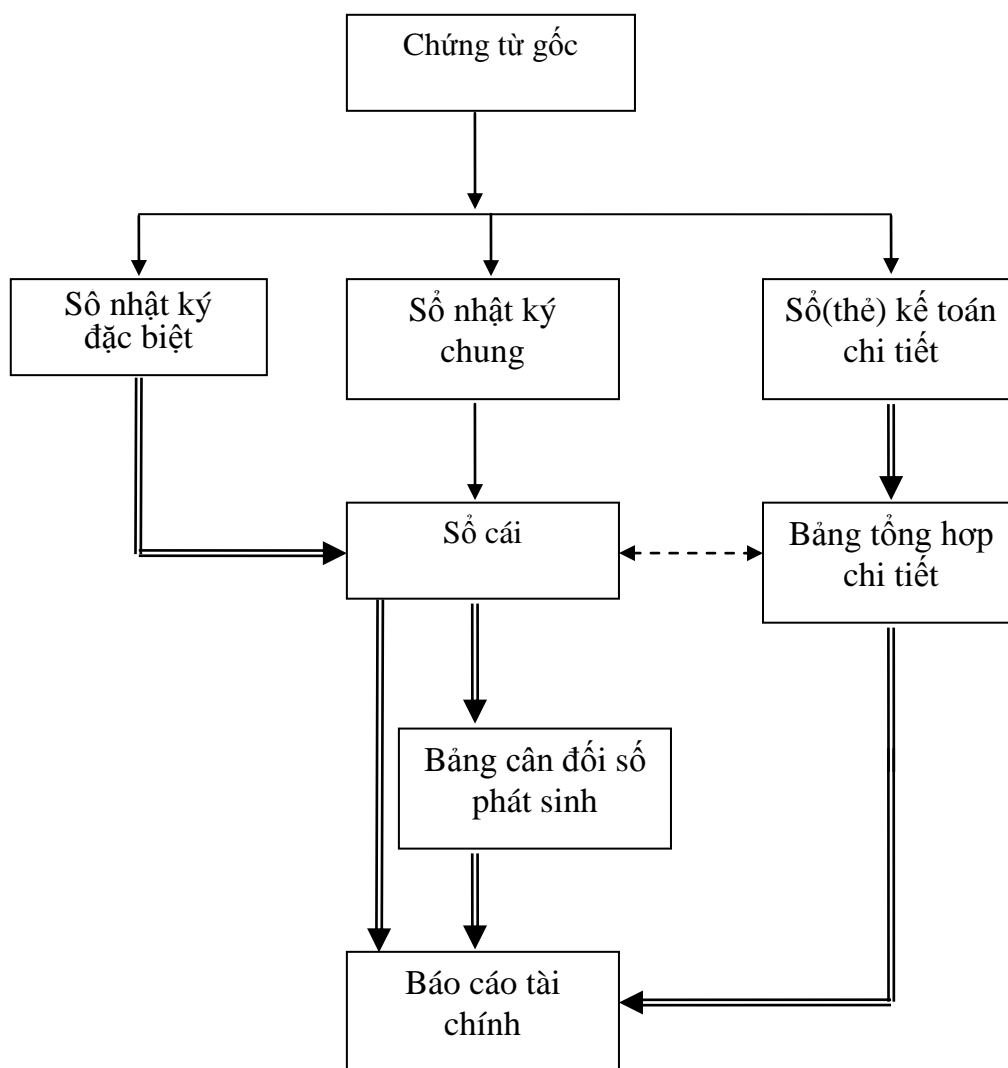 Chứng từ gốc
Sô nhật ký
đặc biệt
Sổ nhật ký
chung
Sổ(thẻ) kế toán
chi tiết
Sổ cái
Bảng tổng hơp
chi tiết
Bảng cân đối số
phát sinh
Báo cáo tài
chính